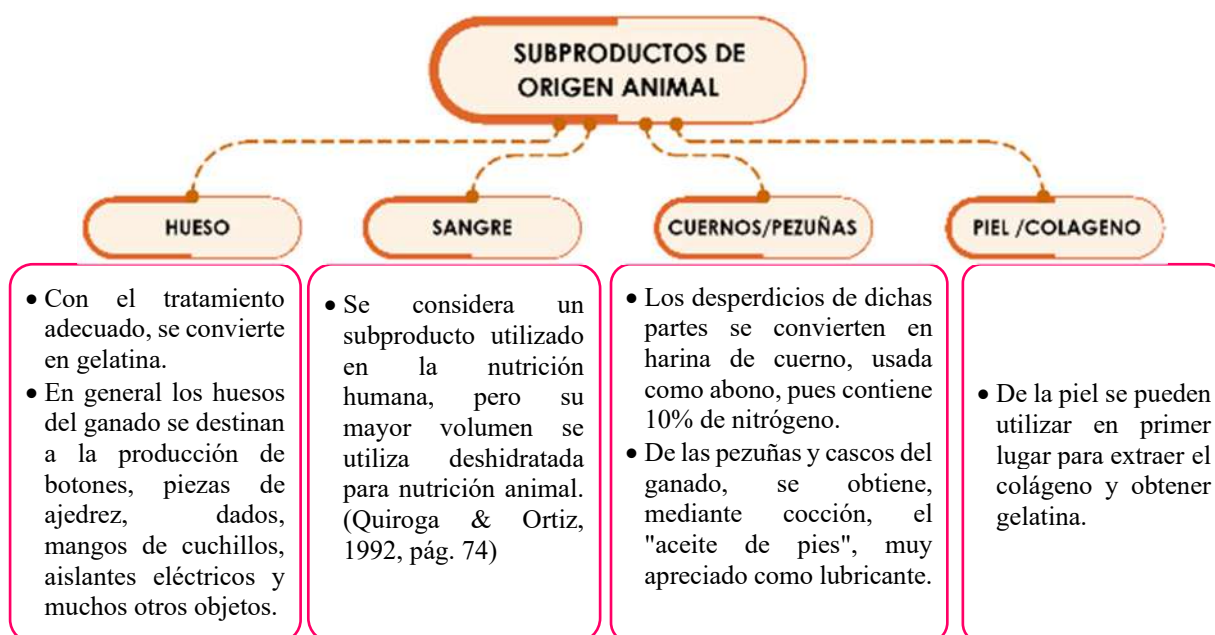 SUBPRODUCTOS DE
ORIGEN ANIMAL
HUESO
SANGRE
CUERNOS/PEZUÑAS
PIEL /COLAGENO
• Con el tratamiento
adecuado, se convierte
en gelatina.
• En general los huesos
del ganado se destinan
a la producción de
botones, piezas de
ajedrez, dados,
mangos de cuchillos,
aislantes eléctricos y
muchos otros objetos.
• Se considera un
subproducto utilizado
en la nutrición
humana, pero su
mayor volumen se
utiliza deshidratada
para nutrición animal.
(Quiroga & Ortiz,
1992, pág. 74)
• Los desperdicios de dichas
partes se convierten en
harina de cuerno, usada
como abono, pues contiene
10% de nitrógeno.
• De las pezuñas y cascos del
ganado, se obtiene,
mediante cocción, el
"aceite de pies", muy
apreciado como lubricante.
• De la piel se pueden
utilizar en primer
lugar para extraer el
colágeno y obtener
gelatina.